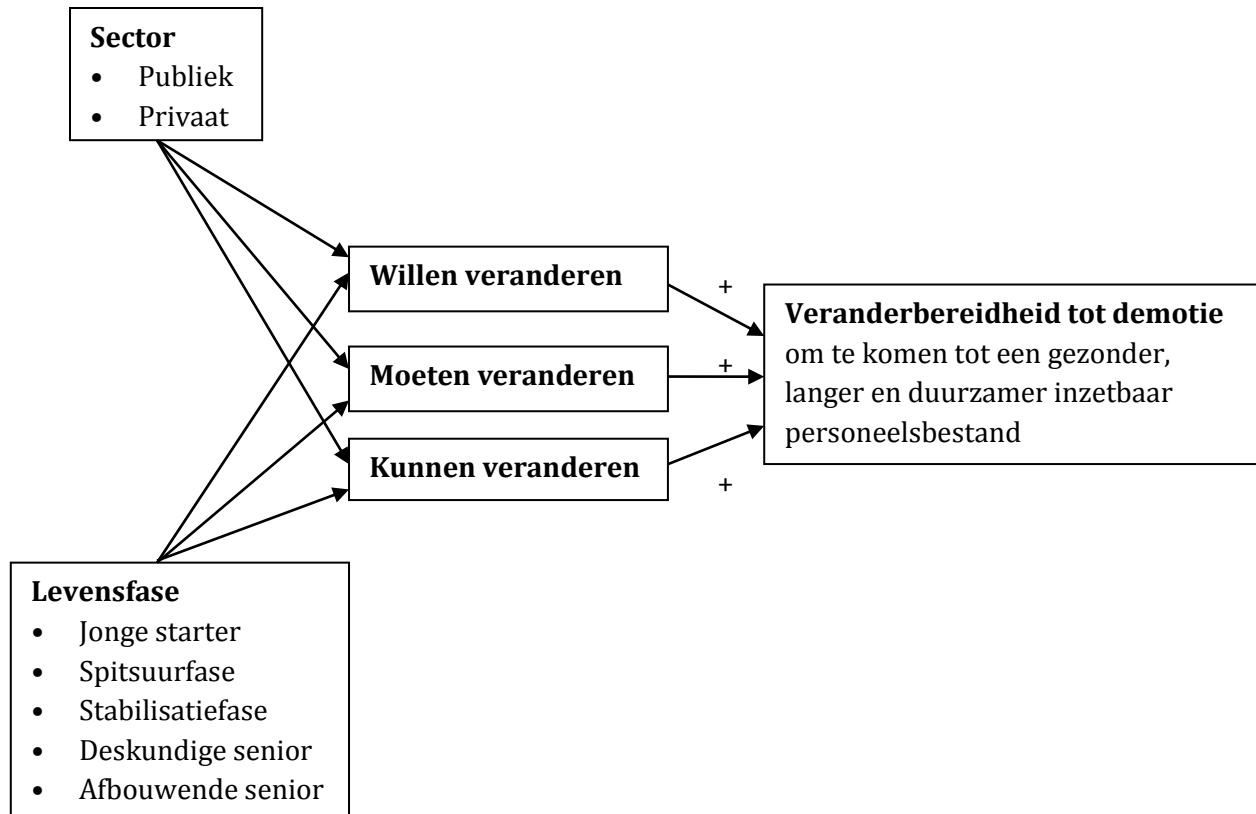 Sector
• Publiek
• Privaat
Willen veranderen
+
Veranderbereidheid tot demotie
om te komen tot een gezonder,
langer en duurzamer inzetbaar
personeelsbestand
Moeten veranderen
+
Kunnen veranderen
+
Levensfase
• Jonge starter
• Spitsuurfase
• Stabilisatiefase
• Deskundige senior
• Afbouwende senior